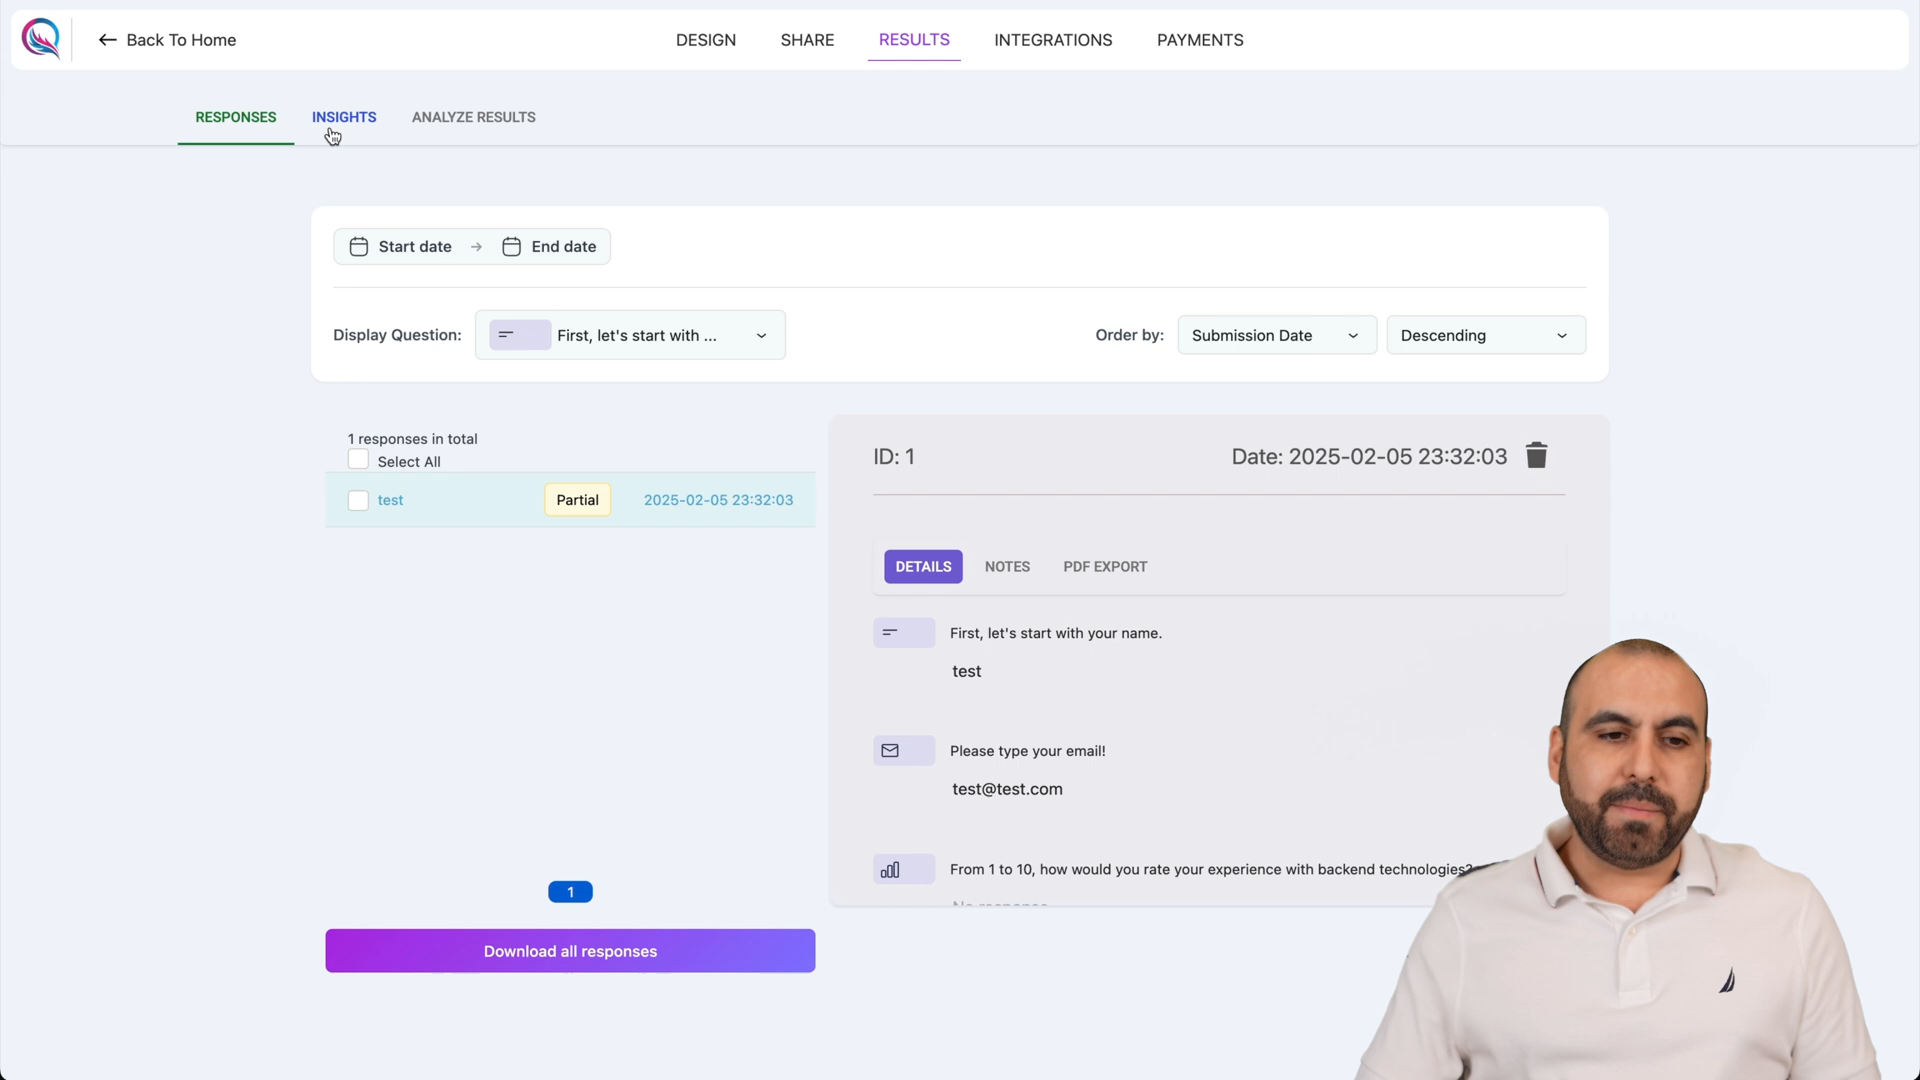 Back To Home
DESIGN
SHARE
RESULTS
INTEGRATIONS
PAYMENTS
RESPONSES
INSIGHTS
ANALYZE RESULTS
Start date
End date
Display Question:
First, let's start with ...
Order by:
Submission Date
Descending
1 responses in total
Select All
test
Partial
2025-02-05 23:32:03
1
Download all responses
ID: 1
Date: 2025-02-05 23:32:03
DETAILS
NOTES
PDF EXPORT
First, let's start with your name.
test
Please type your email!
test@test.com
From 1 to 10, how would you rate your experience with backend technologies?